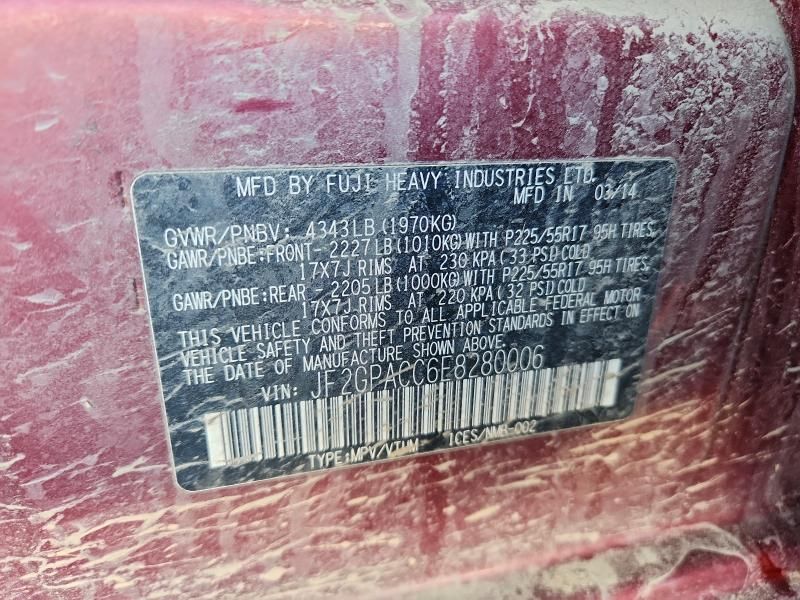 MFD BY FUJI HEAVY INDUSTRIES LTD.
MFD IN 03/14
GVWR/PNBV: 4343LB (1970KG)
GAWR/PNBE:FRONT-2227LB(1010KG)WITH P225/55R17 95H TIRES,
17X7J RIMS AT 230 KPA (33 PSI)COLD
GAWR/PNBE:REAR -2205LB(1000KG)WITH P225/55R17 95H TIRES,
17X7J RIMS AT 220 KPA (32 PSI)COLD
THIS VEHICLE CONFORMS TO ALL APPLICABLE FEDERAL MOTOR
VEHICLE SAFETY AND THEFT PREVENTION STANDARDS IN EFFECT ON
THE DATE OF MANUFACTURE SHOWN ABOVE.
VIN: JF2GPACC6E8280006
TYPE:MPV/VTUM ICES/NMB-002